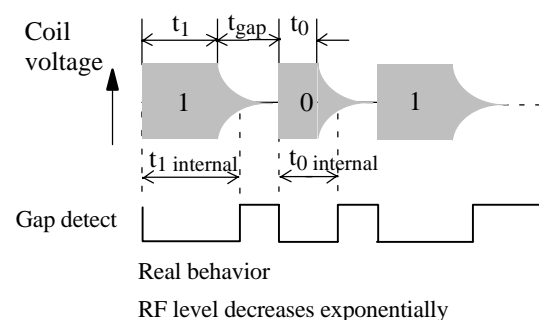 t1 tgap t0
Coil
voltage
1 0 1
t1 internal t0 internal
Gap detect
Real behavior
RF level decreases exponentially